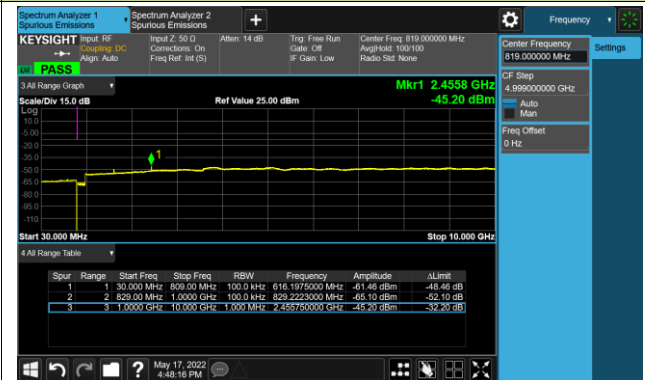 Spectrum Analyzer 1
Spurious Emissions
Spectrum Analyzer 2
Spurious Emissions
+
Frequency
KEYSIGHT
Input: RF
Coupling: DC
Align: Auto
Input Z: 50 Ω
Corrections: On
Freq Ref: Int (S)
Atten: 14 dB
Trig: Free Run
Gate: Off
IF Gain: Low
Center Freq: 819.000000 MHz
Avg|Hold: 100/100
Radio Std: None
PASS
Center Frequency
819.000000 MHz
Settings
CF Step
4.999000000 GHz
Auto
Man
Freq Offset
0 Hz
3 All Range Graph
Mkr1 2.4558 GHz
Scale/Div 15.0 dB
Ref Value 25.00 dBm
-45.20 dBm
Log
10.0
-5.00
-20.0
-35.0
-50.0
-65.0
-80.0
-95.0
-110
1
Start 30.000 MHz
Stop 10.000 GHz
4 All Range Table
Spur Range Start Freq Stop Freq RBW Frequency Amplitude ΔLimit
1 1 30.000 MHz 809.00 MHz 100.0 kHz 616.1975000 MHz -61.46 dBm -48.46 dB
2 2 829.00 MHz 1.0000 GHz 100.0 kHz 829.2223000 MHz -65.10 dBm -52.10 dB
3 3 1.0000 GHz 10.000 GHz 1.000 MHz 2.455750000 GHz -45.20 dBm -32.20 dB
?
May 17, 2022
4:48:16 PM